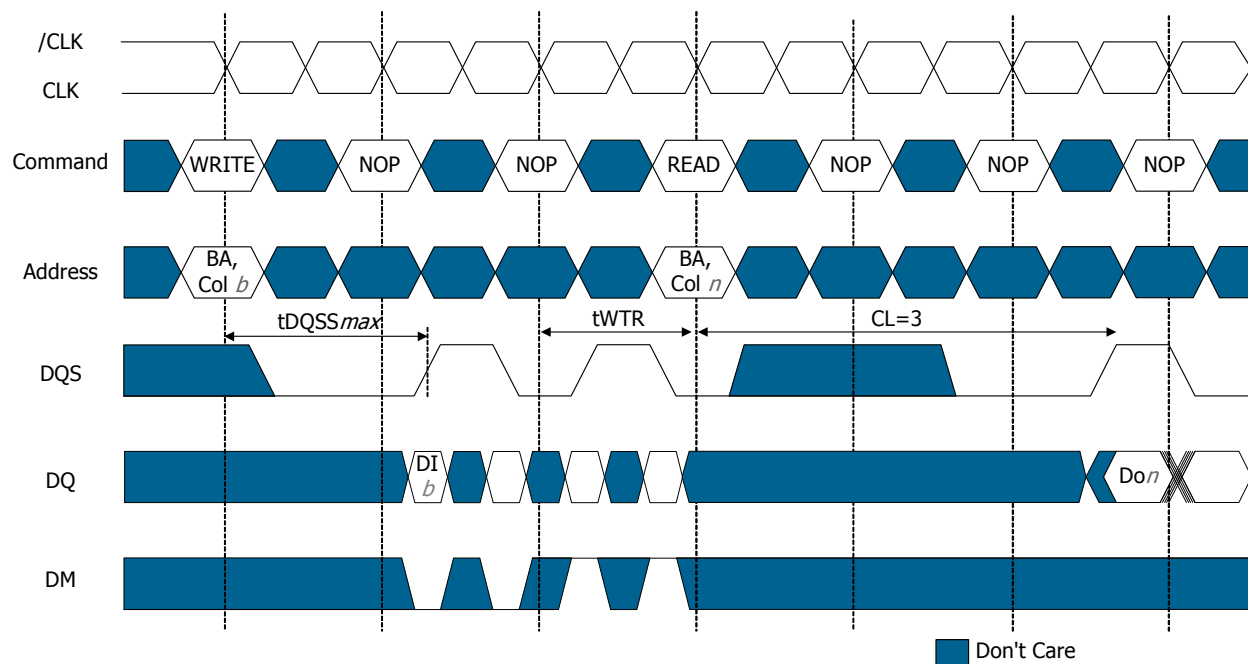 /CLK
CLK
Command
WRITE NOP NOP READ NOP NOP NOP
Address
BA,
Col b
BA,
Col n
tDQSSmax
tWTR
CL=3
DQS
DQ
DI
b
Don
DM
Don't Care